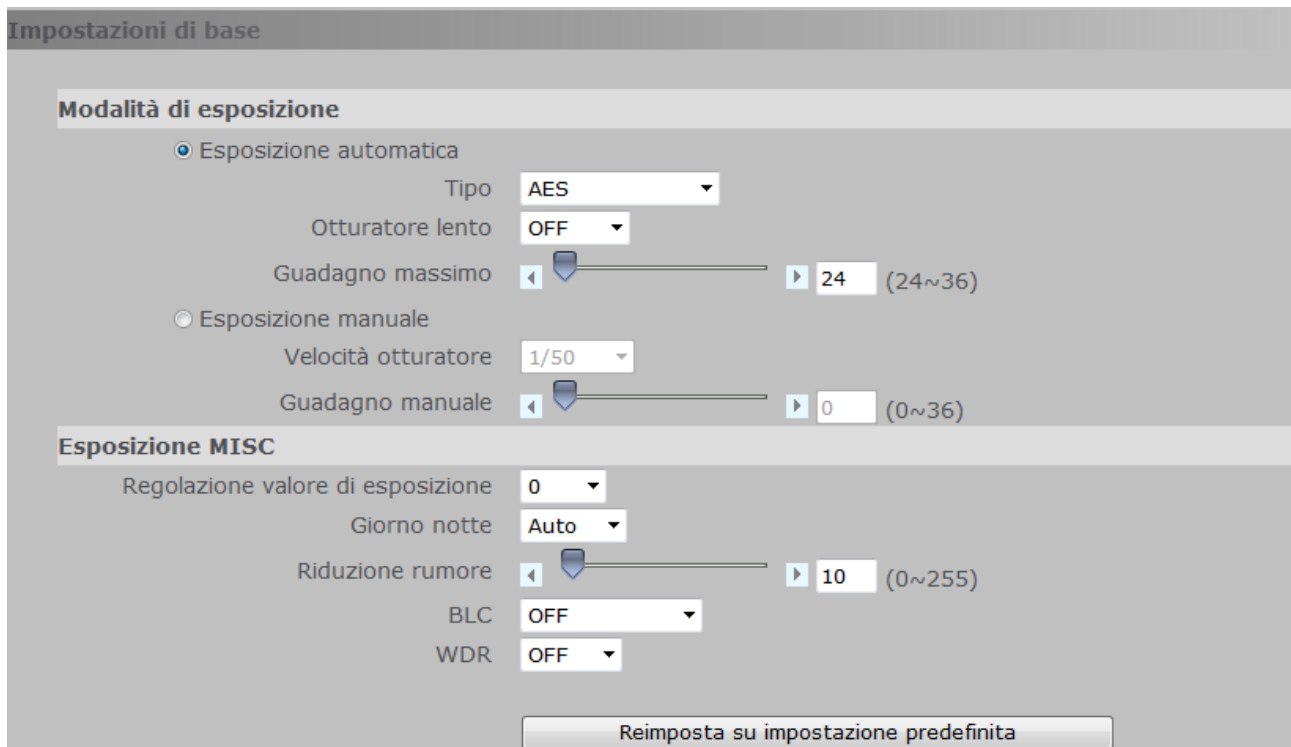 Impostazioni di base
Modalità di esposizione
Esposizione automatica
Tipo AES
Otturatore lento OFF
Guadagno massimo 24 (24~36)
Esposizione manuale
Velocità otturatore 1/50
Guadagno manuale 0 (0~36)
Esposizione MISC
Regolazione valore di esposizione 0
Giorno notte Auto
Riduzione rumore 10 (0~255)
BLC OFF
WDR OFF
Reimposta su impostazione predefinita